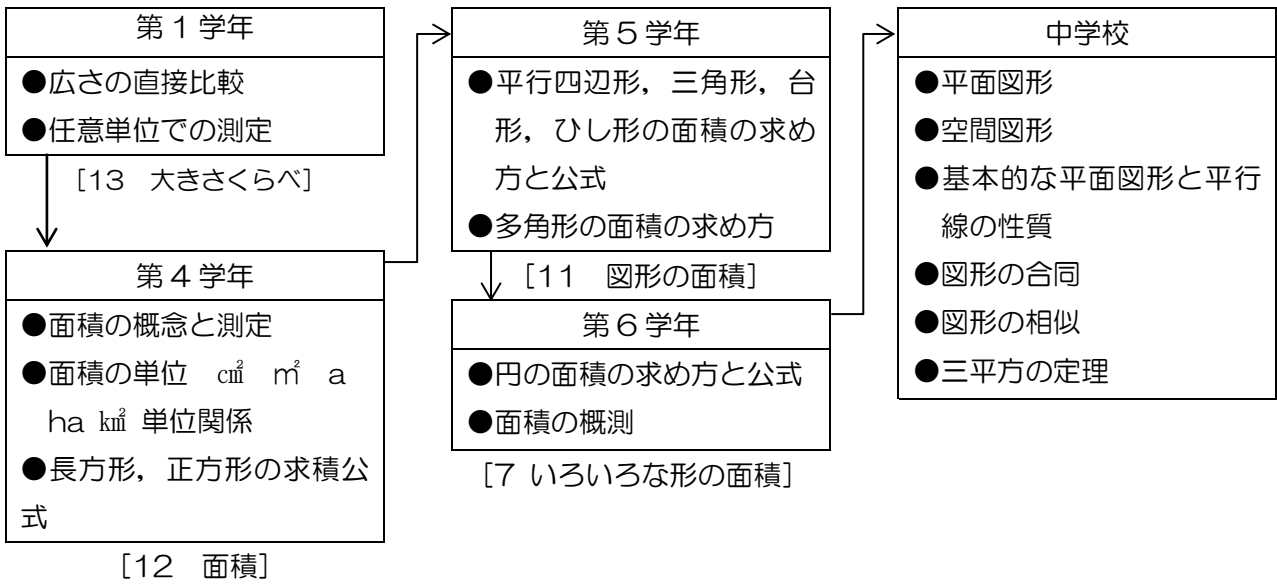 第1学年
●広さの直接比較
●任意単位での測定
[13 大きさくらべ]
第4学年
●面積の概念と測定
●面積の単位 ㎠ ㎡ a
ha ㎢ 単位関係
●長方形，正方形の求積公
式
[12 面積]
第5学年
●平行四辺形，三角形，台
形，ひし形の面積の求め
方と公式
●多角形の面積の求め方
[11 図形の面積]
第6学年
●円の面積の求め方と公式
●面積の概測
[7 いろいろな形の面積]
中学校
●平面図形
●空間図形
●基本的な平面図形と平行
線の性質
●図形の合同
●図形の相似
●三平方の定理